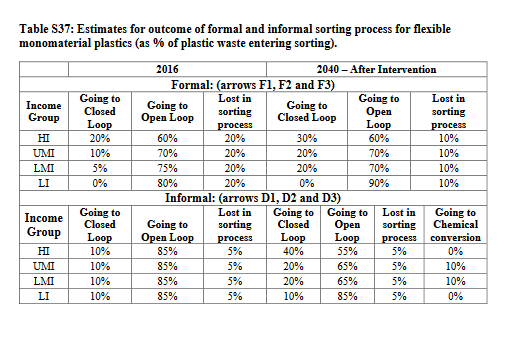 Table S37: Estimates for outcome of formal and informal sorting process for flexible
monomaterial plastics (as % of plastic waste entering sorting).
2016 2040 – After Intervention
Formal: (arrows F1, F2 and F3)
Income Group Going to Closed Loop Going to Open Loop Lost in sorting process Going to Closed Loop Going to Open Loop Lost in sorting process
HI 20% 60% 20% 30% 60% 10%
UMI 10% 70% 20% 20% 70% 10%
LMI 5% 75% 20% 20% 70% 10%
LI 0% 80% 20% 0% 90% 10%
Informal: (arrows D1, D2 and D3)
Income Group Going to Closed Loop Going to Open Loop Lost in sorting process Going to Closed Loop Going to Open Loop Lost in sorting process Going to Chemical conversion
HI 10% 85% 5% 40% 55% 5% 0%
UMI 10% 85% 5% 20% 65% 5% 10%
LMI 10% 85% 5% 20% 65% 5% 10%
LI 10% 85% 5% 10% 85% 5% 0%